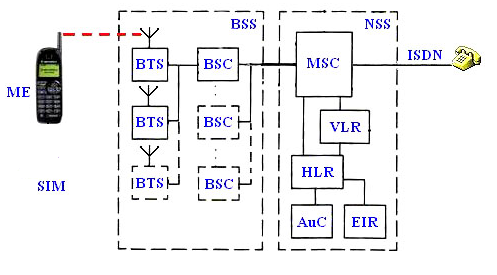 BSS
NSS
ME
SIM
BTS
BSC
MSC
ISDN
BTS
BSC
VLR
BTS
BSC
HLR
AuC
EIR